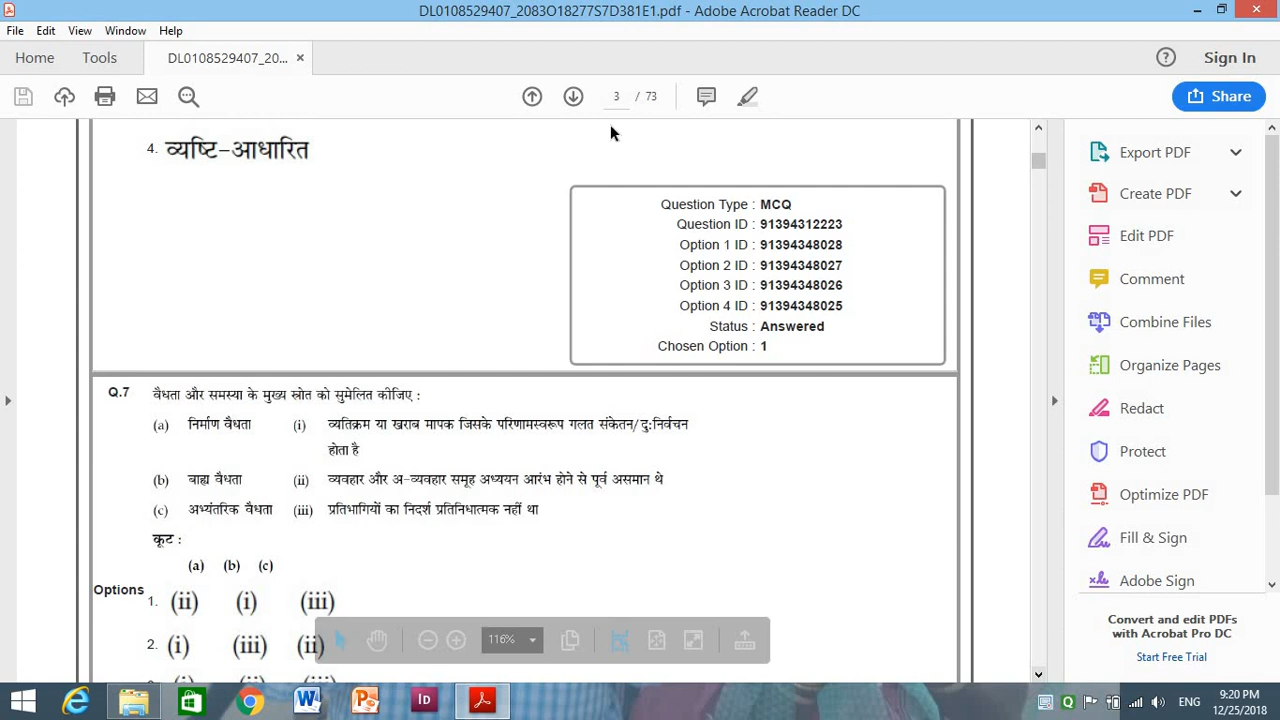 DL0108529407_2083O18277S7D381E1.pdf - Adobe Acrobat Reader DC
File Edit View Window Help
Home Tools DL0108529407_20... ×
Sign In
3 / 73
Share
4. व्यष्टि-आधारित
Question Type : MCQ
Question ID : 91394312223
Option 1 ID : 91394348028
Option 2 ID : 91394348027
Option 3 ID : 91394348026
Option 4 ID : 91394348025
Status : Answered
Chosen Option : 1
Q.7 वैधता और समस्या के मुख्य स्रोत को सुमेलित कीजिए :
(a) निर्माण वैधता (i) व्यतिक्रम या खराब मापक जिसके परिणामस्वरूप गलत संकेतन/दु:निर्वचन
होता है
(b) बाह्य वैधता (ii) व्यवहार और अ-व्यवहार समूह अध्ययन आरंभ होने से पूर्व असमान थे
(c) अभ्यंतरिक वैधता (iii) प्रतिभागियों का निदर्श प्रतिनिधात्मक नहीं था
कूट :
(a) (b) (c)
Options
1. (ii) (i) (iii)
2. (i) (iii) (ii)
116%
Export PDF
Create PDF
Edit PDF
Comment
Combine Files
Organize Pages
Redact
Protect
Optimize PDF
Fill & Sign
Adobe Sign
Convert and edit PDFs
with Acrobat Pro DC
Start Free Trial
ENG
9:20 PM
12/25/2018